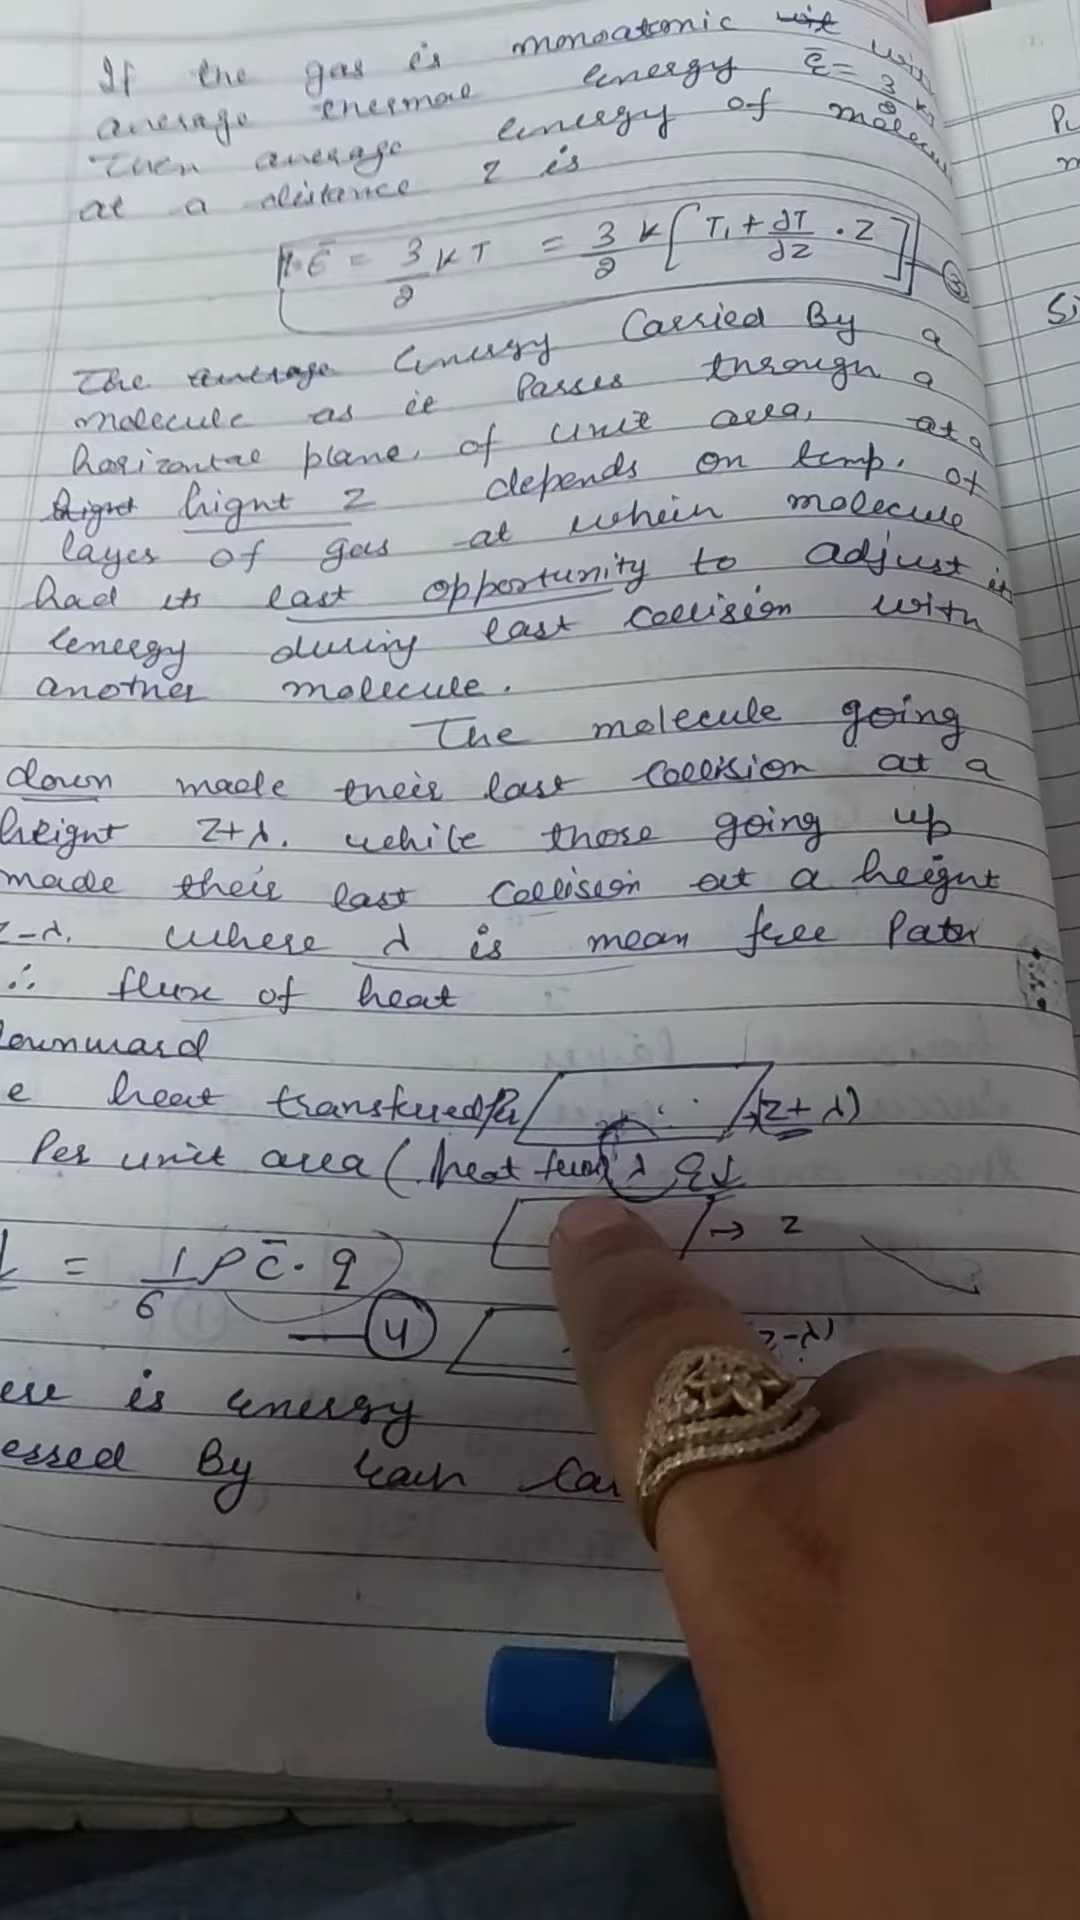 If the gas is monoatomic with
average thermal energy ε̄ = 3/2 KT
Then average energy of molecule
at a distance z is
ε̄ = 3/2 KT = 3/2 K [T₁ + ∂T/∂z . z] — ③
The average energy Carried By a
molecule as it Passes through a
horizontal plane, of unit area, at a
hight z depends on temp. of
layer of gas at which molecule
had its last opportunity to adjust its
energy during last collision with
another molecule.
The molecule going
down made their last collision at a
height z+λ. while those going up
made their last collision at a height
z-λ. where λ is mean free Path
∴ flux of heat
downward
e heat transfered Per (z+λ)
Per unit area (heat λ q↓
→ z
= 1/6 ρ c̄ . q
— ④ z-λ)
ere is energy
essed By each